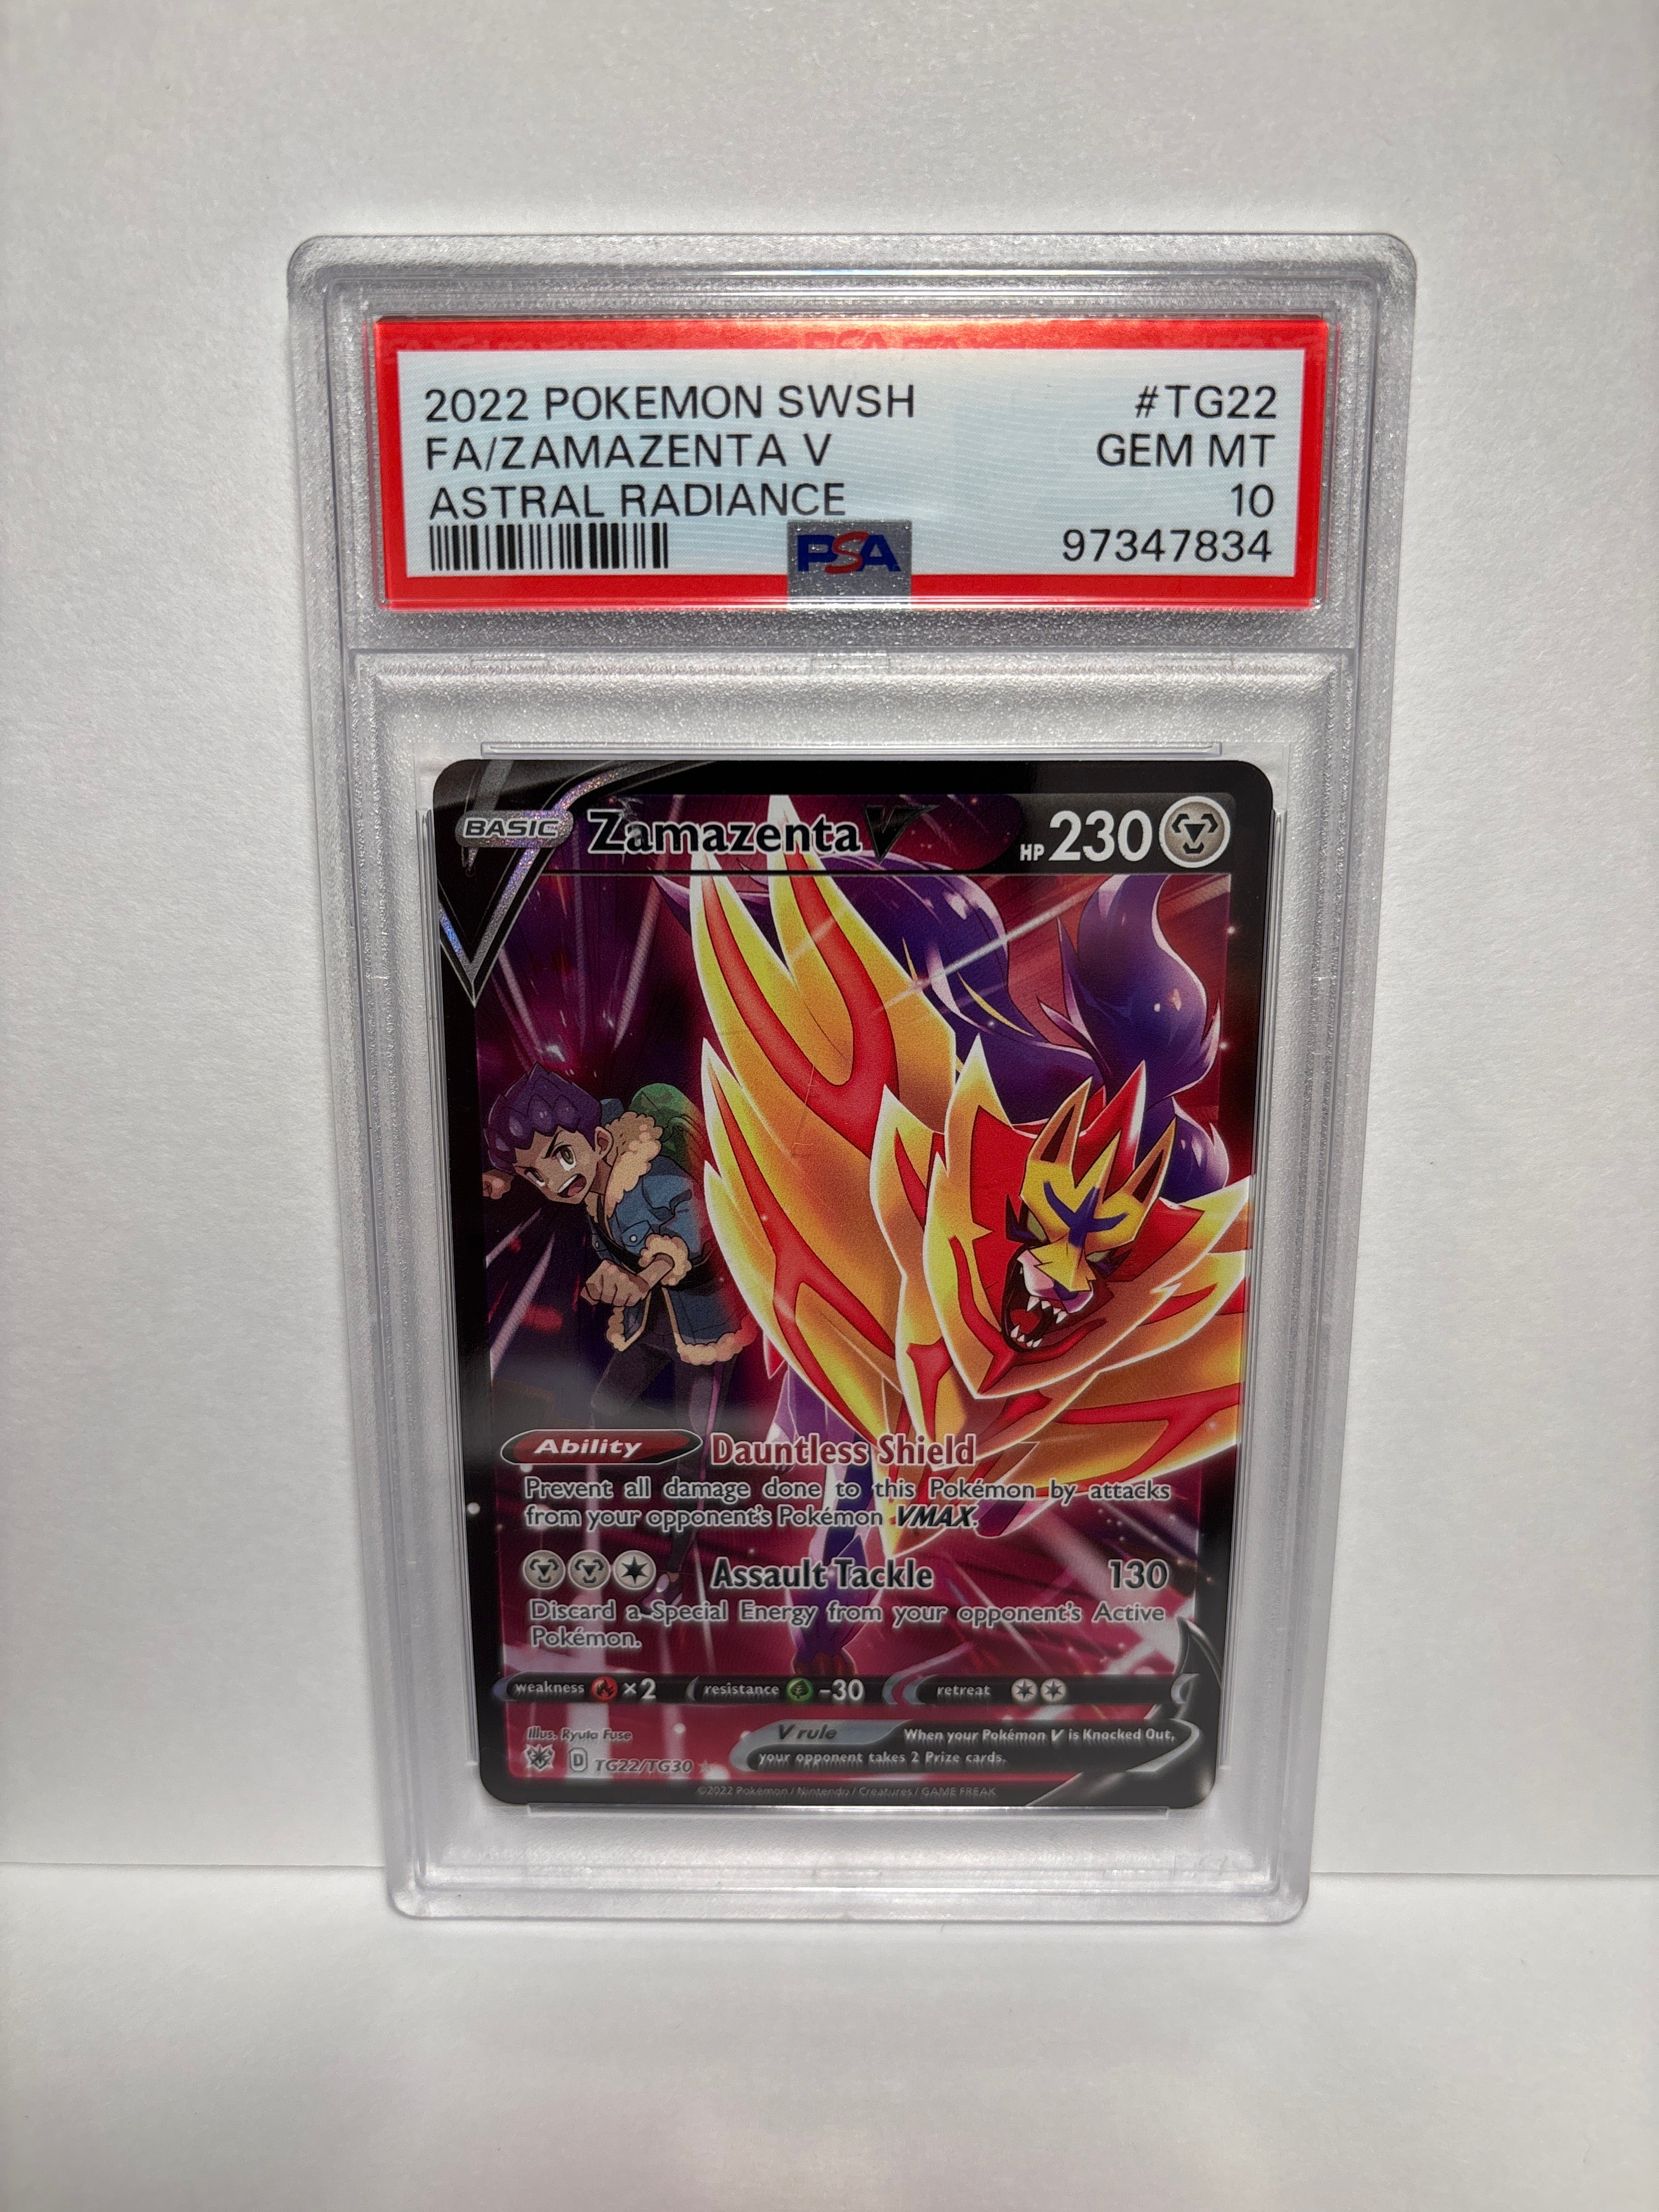 2022 POKEMON SWSH #TG22
FA/ZAMAZENTA V GEM MT
ASTRAL RADIANCE 10
PSA 97347834
BASIC Zamazenta V HP 230
Ability Dauntless Shield
Prevent all damage done to this Pokémon by attacks
from your opponent's Pokémon VMAX.
Assault Tackle 130
Discard a Special Energy from your opponent's Active
Pokémon.
weakness ×2 resistance -30 retreat
Illus. Ryuta Fuse V rule When your Pokémon V is Knocked Out,
your opponent takes 2 Prize cards.
D TG22/TG30
©2022 Pokémon / Nintendo / Creatures / GAME FREAK